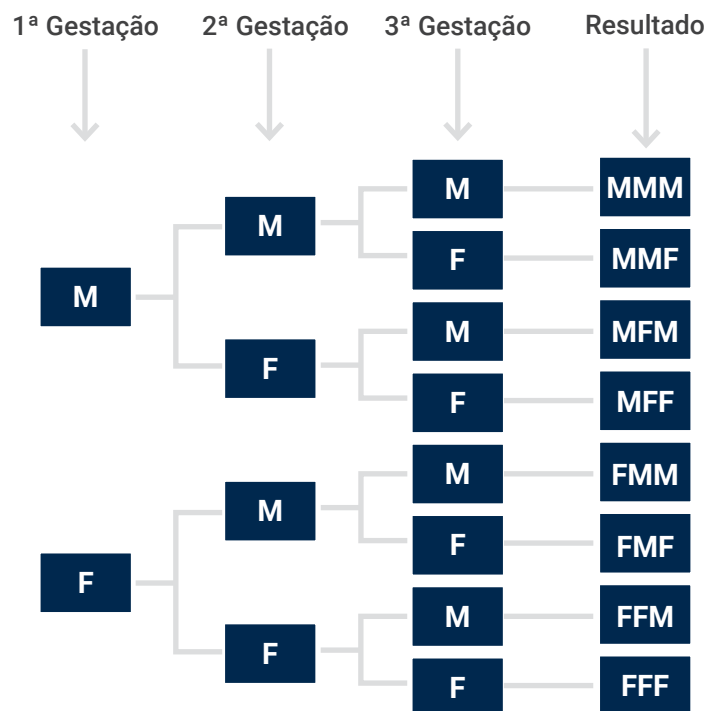 1ª Gestação 2ª Gestação 3ª Gestação Resultado
M MMM
M
F MMF
M
M MFM
F
F MFF
M FMM
M
F FMF
F
M FFM
F
F FFF